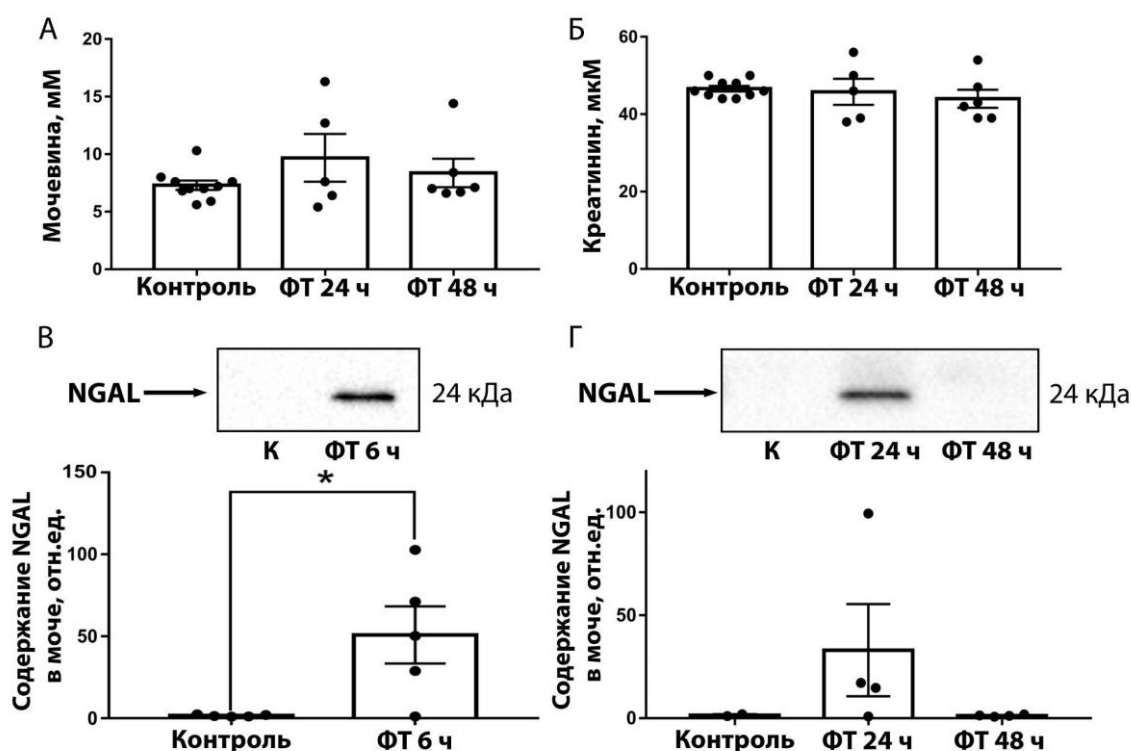 А
Мочевина, мМ
20
15
10
5
0
Контроль
ФТ 24 ч
ФТ 48 ч
Б
Креатинин, мкМ
60
40
20
0
Контроль
ФТ 24 ч
ФТ 48 ч
В
NGAL
24 кДа
К
ФТ 6 ч
Содержание NGAL
в моче, отн.ед.
150
100
50
0
*
Контроль
ФТ 6 ч
Г
NGAL
24 кДа
К
ФТ 24 ч
ФТ 48 ч
Содержание NGAL
в моче, отн.ед.
100
50
0
Контроль
ФТ 24 ч
ФТ 48 ч